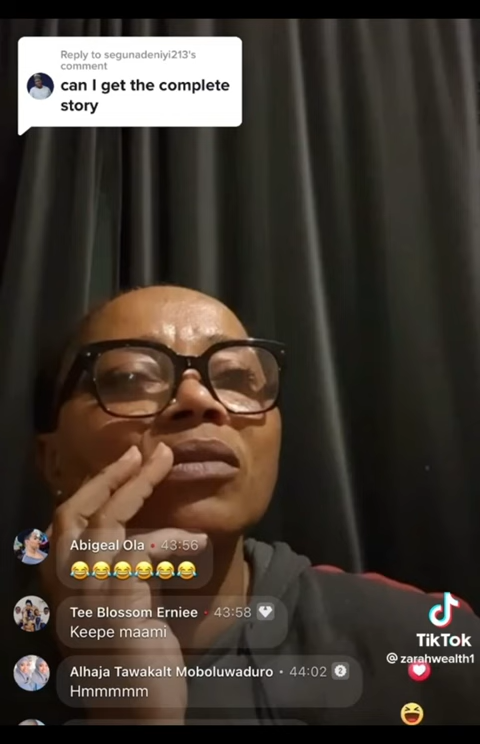 Reply to segunadeniyi213's
comment
can I get the complete
story
Abigeal Ola • 43:56
😂😂😂😂😂😂
Tee Blossom Erniee • 43:58
Keepe maami
Alhaja Tawakalt Moboluwaduro • 44:02
Hmmmmm
TikTok
@zarahwealth1